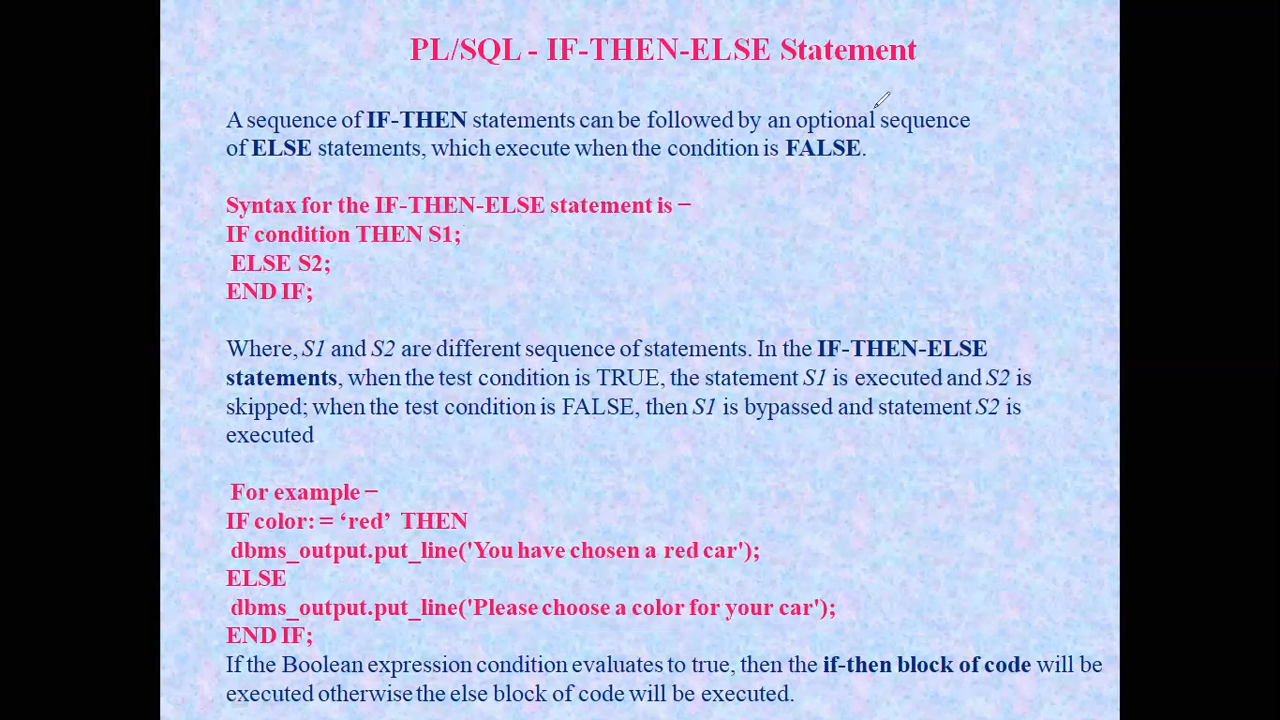 PL/SQL - IF-THEN-ELSE Statement
A sequence of IF-THEN statements can be followed by an optional sequence
of ELSE statements, which execute when the condition is FALSE.
Syntax for the IF-THEN-ELSE statement is −
IF condition THEN S1;
ELSE S2;
END IF;
Where, S1 and S2 are different sequence of statements. In the IF-THEN-ELSE
statements, when the test condition is TRUE, the statement S1 is executed and S2 is
skipped; when the test condition is FALSE, then S1 is bypassed and statement S2 is
executed
For example −
IF color: = ‘red’ THEN
dbms_output.put_line('You have chosen a red car');
ELSE
dbms_output.put_line('Please choose a color for your car');
END IF;
If the Boolean expression condition evaluates to true, then the if-then block of code will be
executed otherwise the else block of code will be executed.